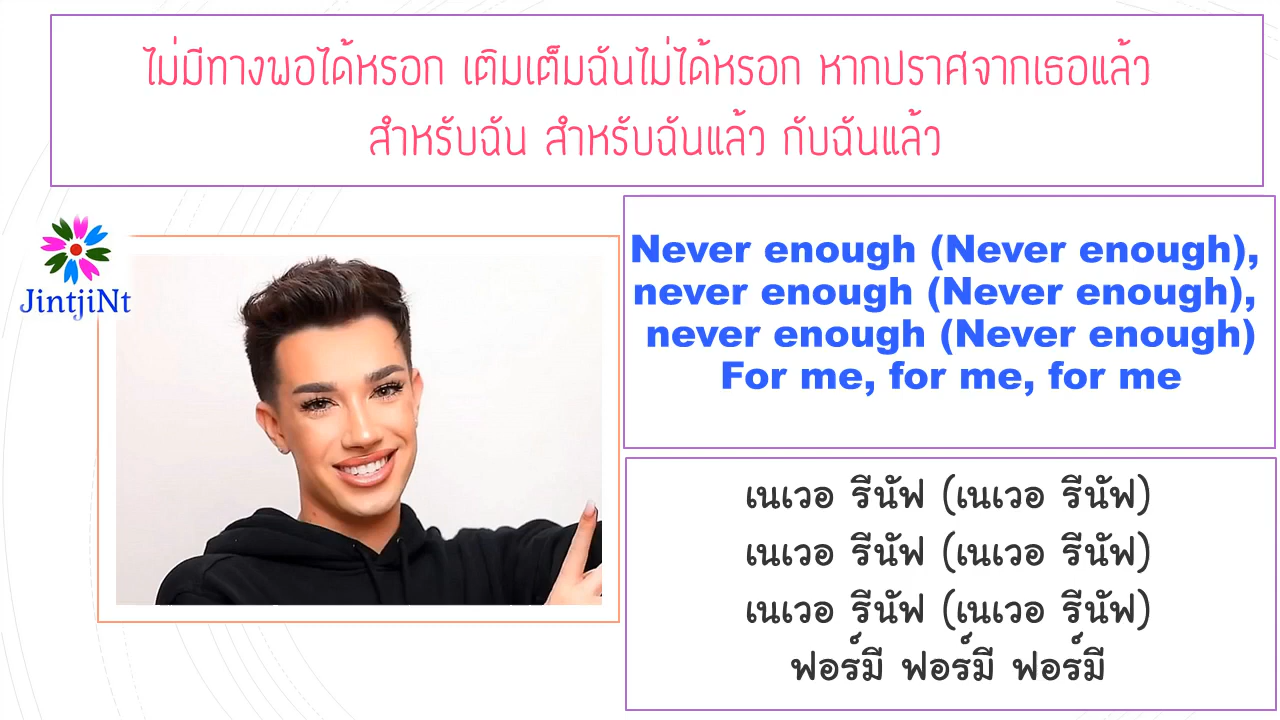 ไม่มีทางพอได้หรอก เติมเต็มฉันไม่ได้หรอก หากปราศจากเธอแล้ว
สำหรับฉัน สำหรับฉันแล้ว กับฉันแล้ว
JintjiNt
Never enough (Never enough),
never enough (Never enough),
never enough (Never enough)
For me, for me, for me
เนเวอ รีนัฟ (เนเวอ รีนัฟ)
เนเวอ รีนัฟ (เนเวอ รีนัฟ)
เนเวอ รีนัฟ (เนเวอ รีนัฟ)
ฟอร์มี ฟอร์มี ฟอร์มี